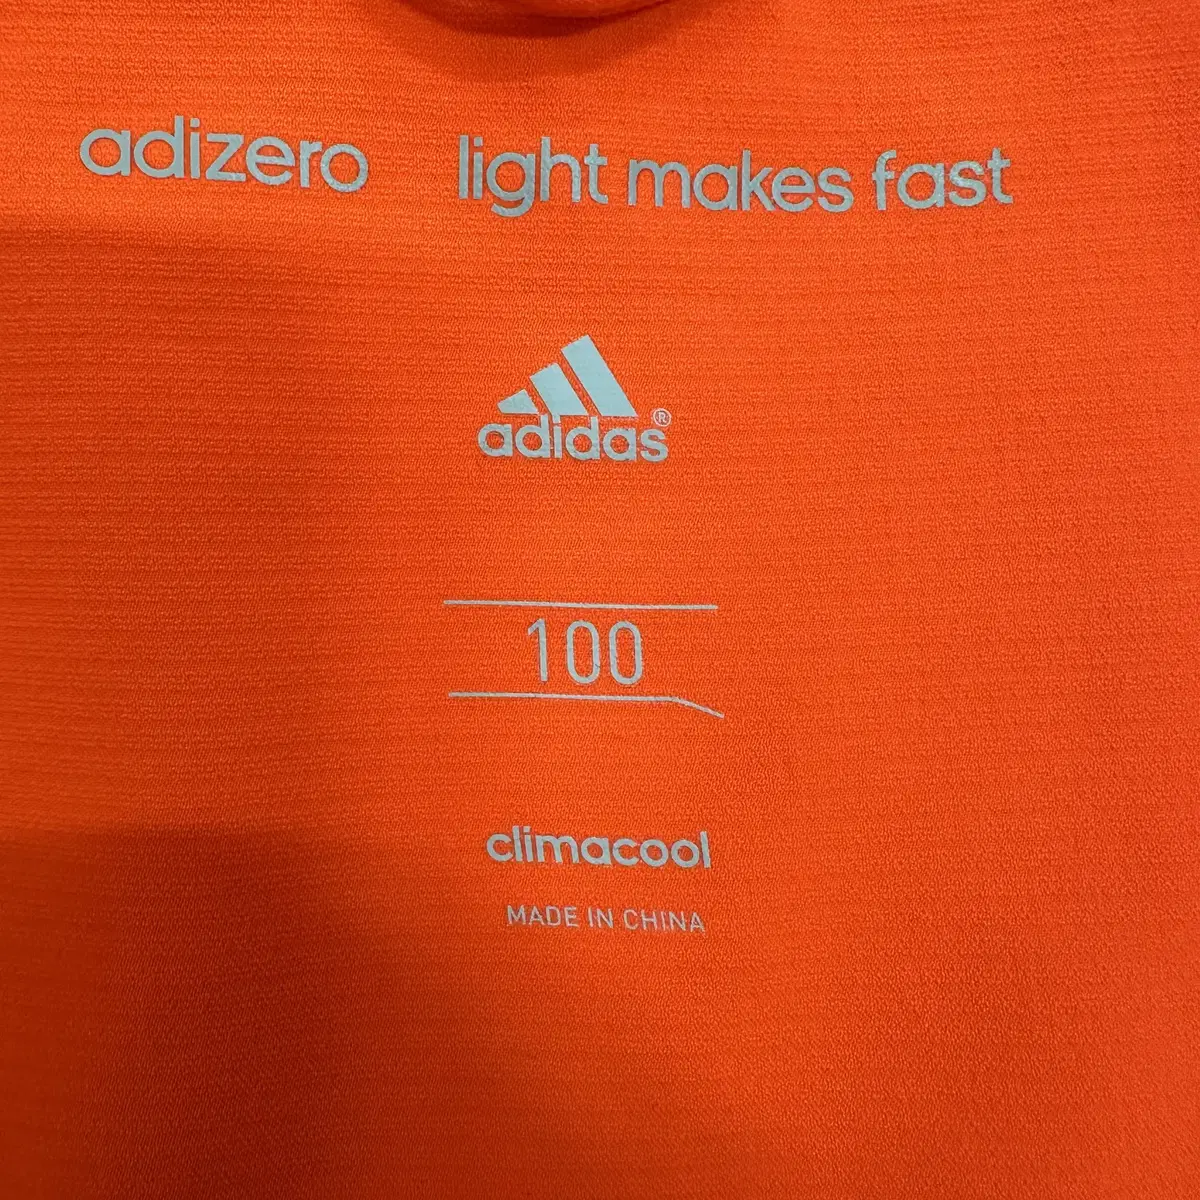 adizero light makes fast
adidas®
100
climacool
MADE IN CHINA